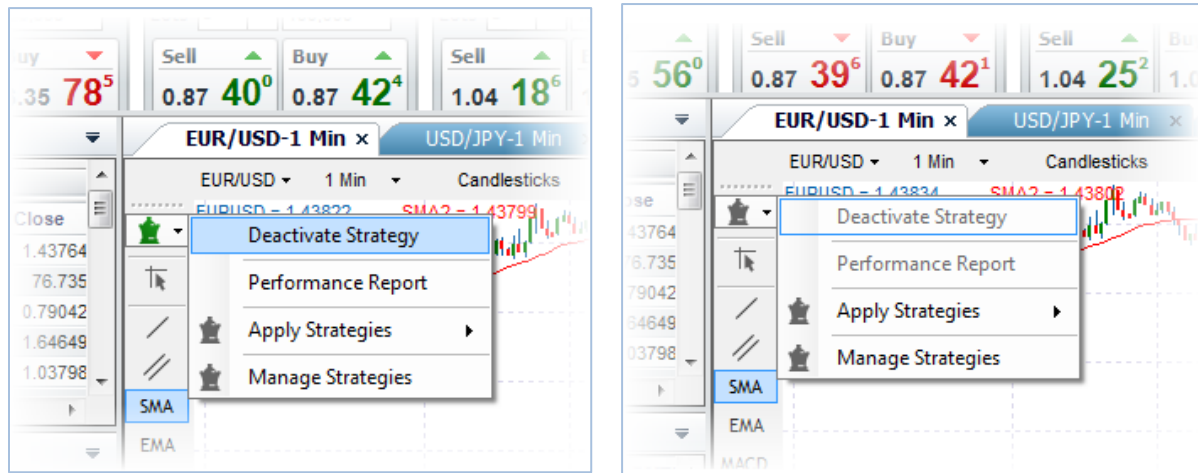 Sell Buy Sell
.35 78⁵ 0.87 40⁰ 0.87 42⁴ 1.04 18⁶
EUR/USD-1 Min × USD/JPY-1 Min
EUR/USD 1 Min Candlesticks
EURUSD = 1.43822 SMA2 = 1.43799
Close
1.43764
76.735
0.79042
1.64649
1.03798
Deactivate Strategy
Performance Report
Apply Strategies
Manage Strategies
SMA
EMA
Sell Buy Sell
56⁰ 0.87 39⁶ 0.87 42¹ 1.04 25²
EUR/USD-1 Min × USD/JPY-1 Min ×
EUR/USD 1 Min Candlesticks
EURUSD = 1.43834 SMA2 = 1.43802
ose
43764
76.735
79042
64649
03798
Deactivate Strategy
Performance Report
Apply Strategies
Manage Strategies
SMA
EMA
MACD